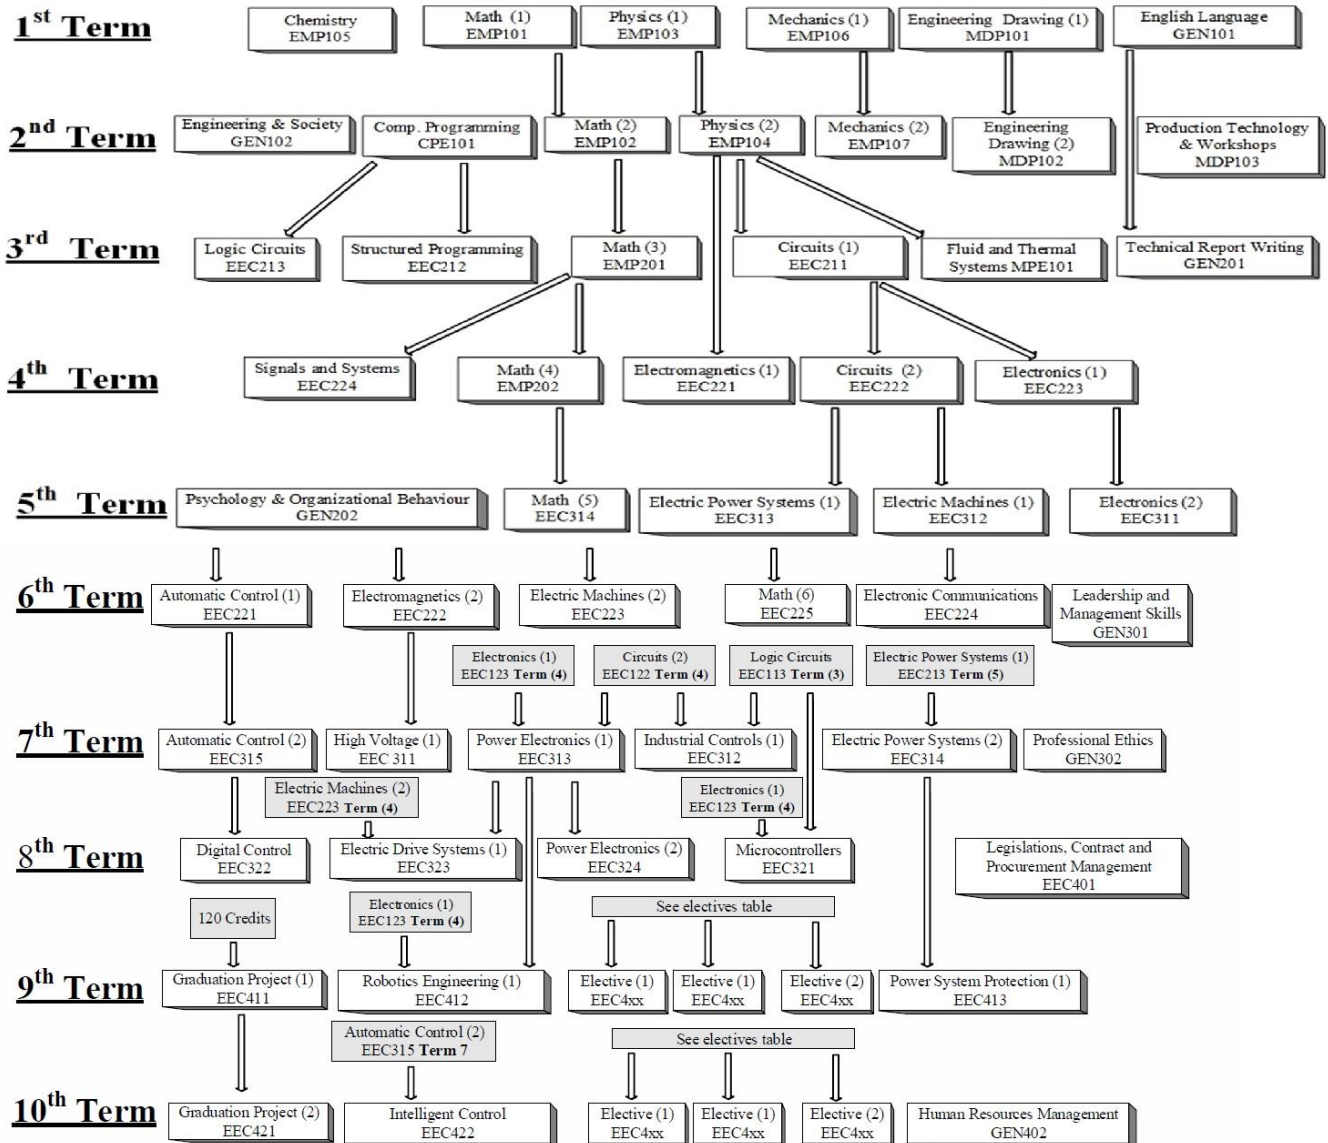 1st Term
Chemistry
EMP105
Math (1)
EMP101
Physics (1)
EMP103
Mechanics (1)
EMP106
Engineering Drawing (1)
MDP101
English Language
GEN101
2nd Term
Engineering & Society
GEN102
Comp. Programming
CPE101
Math (2)
EMP102
Physics (2)
EMP104
Mechanics (2)
EMP107
Engineering
Drawing (2)
MDP102
Production Technology
& Workshops
MDP103
3rd Term
Logic Circuits
EEC213
Structured Programming
EEC212
Math (3)
EMP201
Circuits (1)
EEC211
Fluid and Thermal
Systems MPE101
Technical Report Writing
GEN201
4th Term
Signals and Systems
EEC224
Math (4)
EMP202
Electromagnetics (1)
EEC221
Circuits (2)
EEC222
Electronics (1)
EEC223
5th Term
Psychology & Organizational Behaviour
GEN202
Math (5)
EEC314
Electric Power Systems (1)
EEC313
Electric Machines (1)
EEC312
Electronics (2)
EEC311
6th Term
Automatic Control (1)
EEC221
Electromagnetics (2)
EEC222
Electric Machines (2)
EEC223
Math (6)
EEC225
Electronic Communications
EEC224
Leadership and
Management Skills
GEN301
Electronics (1)
EEC123 Term (4)
Circuits (2)
EEC122 Term (4)
Logic Circuits
EEC113 Term (3)
Electric Power Systems (1)
EEC213 Term (5)
7th Term
Automatic Control (2)
EEC315
High Voltage (1)
EEC 311
Power Electronics (1)
EEC313
Industrial Controls (1)
EEC312
Electric Power Systems (2)
EEC314
Professional Ethics
GEN302
Electric Machines (2)
EEC223 Term (4)
Electronics (1)
EEC123 Term (4)
8th Term
Digital Control
EEC322
Electric Drive Systems (1)
EEC323
Power Electronics (2)
EEC324
Microcontrollers
EEC321
Legislations, Contract and
Procurement Management
EEC401
120 Credits
Electronics (1)
EEC123 Term (4)
See electives table
9th Term
Graduation Project (1)
EEC411
Robotics Engineering (1)
EEC412
Elective (1)
EEC4xx
Elective (1)
EEC4xx
Elective (2)
EEC4xx
Power System Protection (1)
EEC413
Automatic Control (2)
EEC315 Term 7
See electives table
10th Term
Graduation Project (2)
EEC421
Intelligent Control
EEC422
Elective (1)
EEC4xx
Elective (1)
EEC4xx
Elective (2)
EEC4xx
Human Resources Management
GEN402